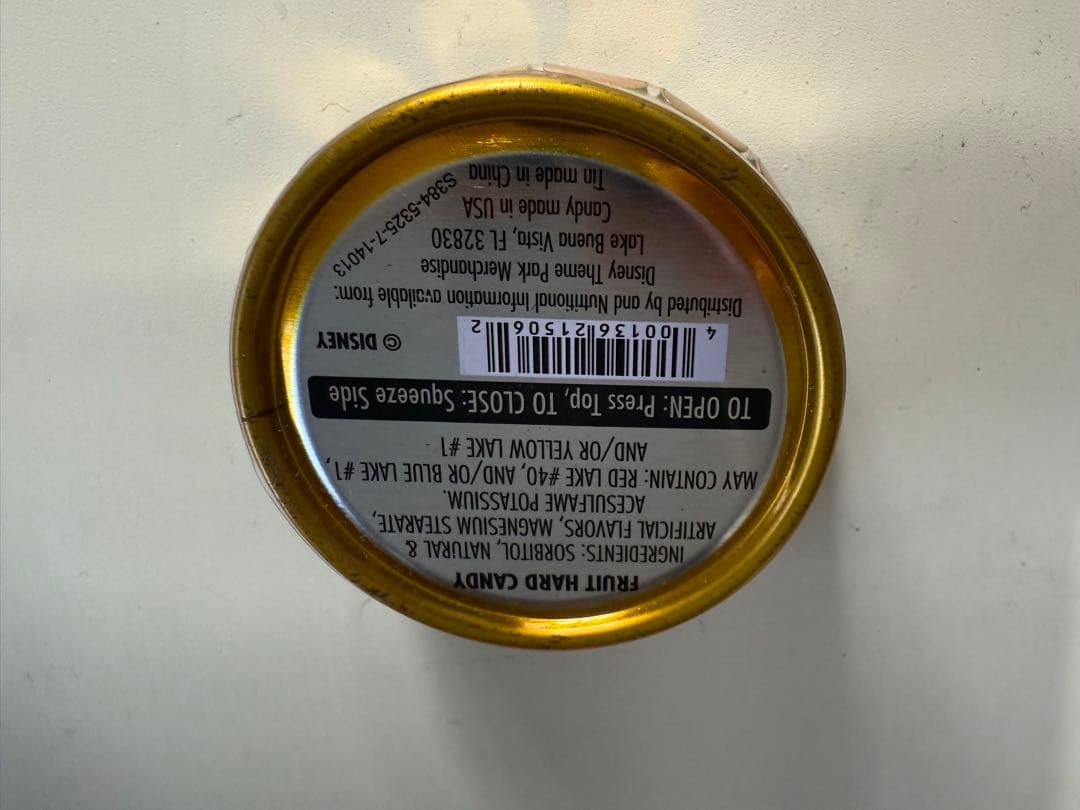 FRUIT HARD CANDY
INGREDIENTS: SORBITOL, NATURAL &
ARTIFICIAL FLAVORS, MAGNESIUM STEARATE,
ACESULFAME POTASSIUM.
MAY CONTAIN: RED LAKE #40, AND/OR BLUE LAKE #1,
AND/OR YELLOW LAKE #1
TO OPEN: Press Top, TO CLOSE: Squeeze Side
4 00136 21506 2
© DISNEY
Distributed by and Nutritional Information available from:
Disney Theme Park Merchandise
Lake Buena Vista, FL 32830
Candy made in USA
Tin made in China
S384-5325-7-14013